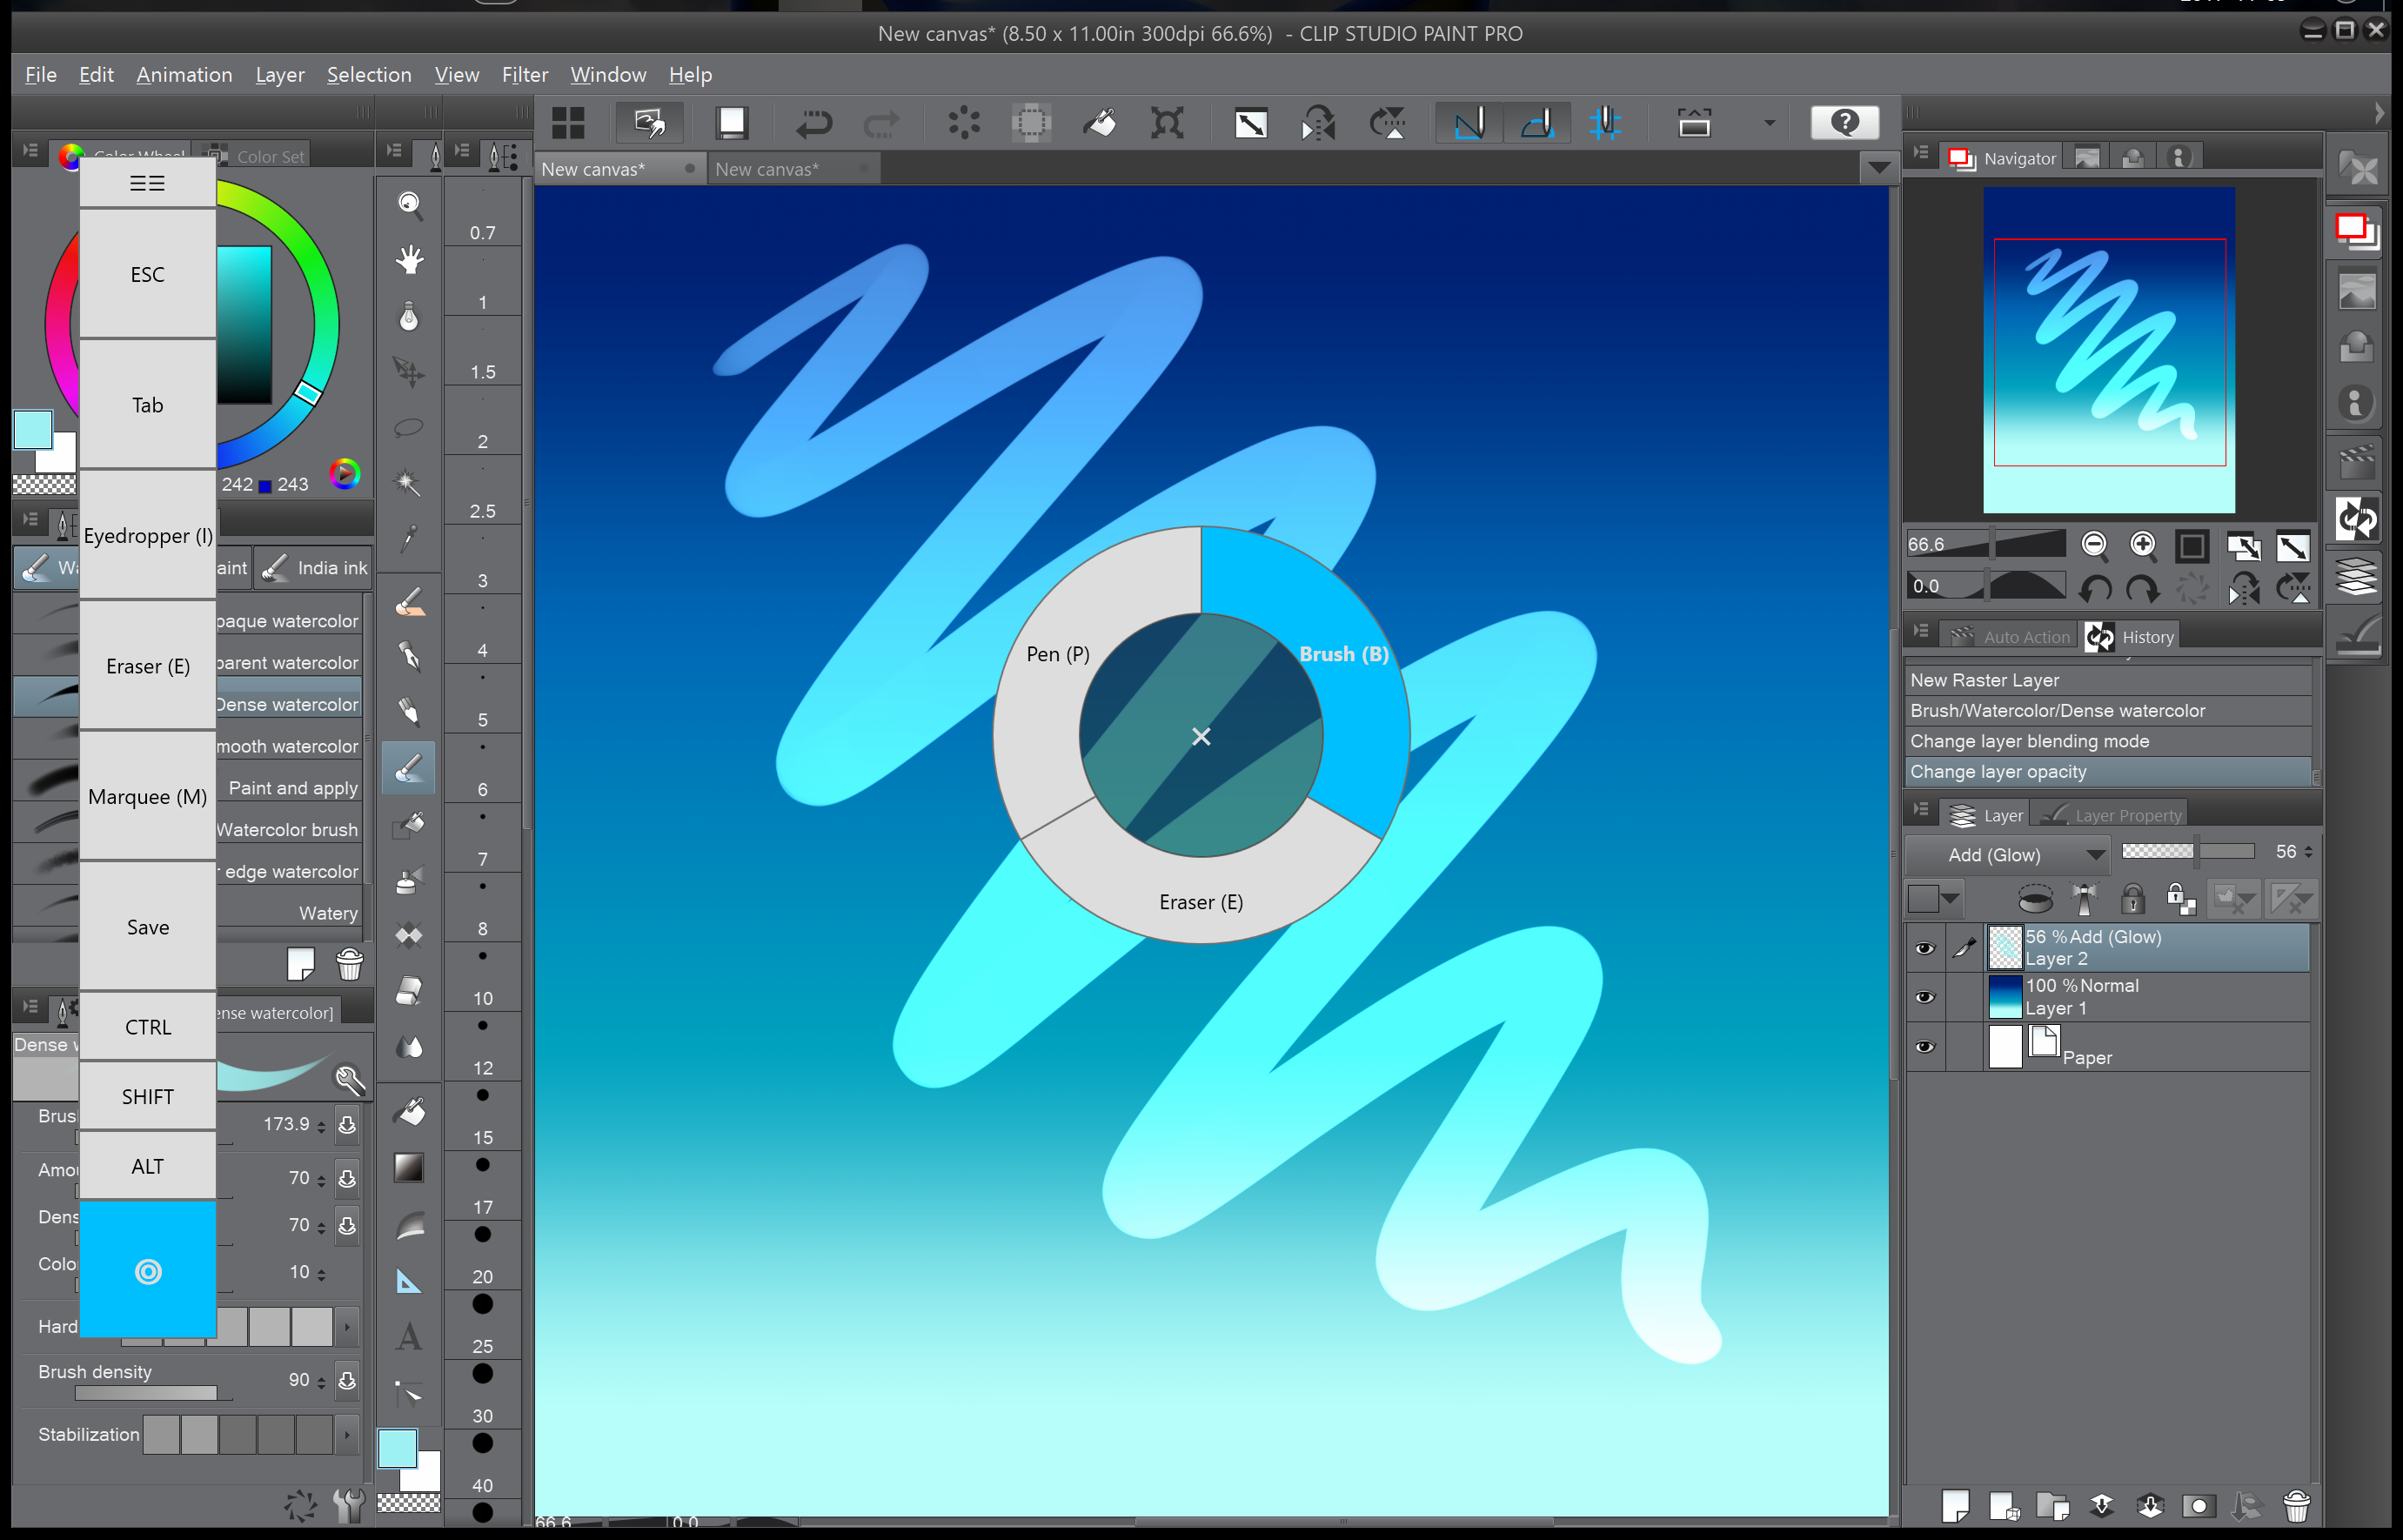 New canvas* (8.50 x 11.00in 300dpi 66.6%) - CLIP STUDIO PAINT PRO
File Edit Animation Layer Selection View Filter Window Help
Color Set
New canvas* New canvas*
ESC
Tab
Eyedropper (I)
Eraser (E)
Marquee (M)
Save
CTRL
SHIFT
ALT
242 243
aint India ink
paque watercolor
parent watercolor
Dense watercolor
mooth watercolor
Paint and apply
Watercolor brush
r edge watercolor
Watery
ense watercolor]
Dense
Brus 173.9
Amou 70
Dens 70
Colo 10
Hard
Brush density 90
Stabilization
0.7
1
1.5
2
2.5
3
4
5
6
7
8
10
12
15
17
20
25
30
40
Pen (P)
Brush (B)
Eraser (E)
66.6 0.0
Navigator
66.6
0.0
Auto Action History
New Raster Layer
Brush/Watercolor/Dense watercolor
Change layer blending mode
Change layer opacity
Layer Layer Property
Add (Glow) 56
56 %Add (Glow)
Layer 2
100 %Normal
Layer 1
Paper